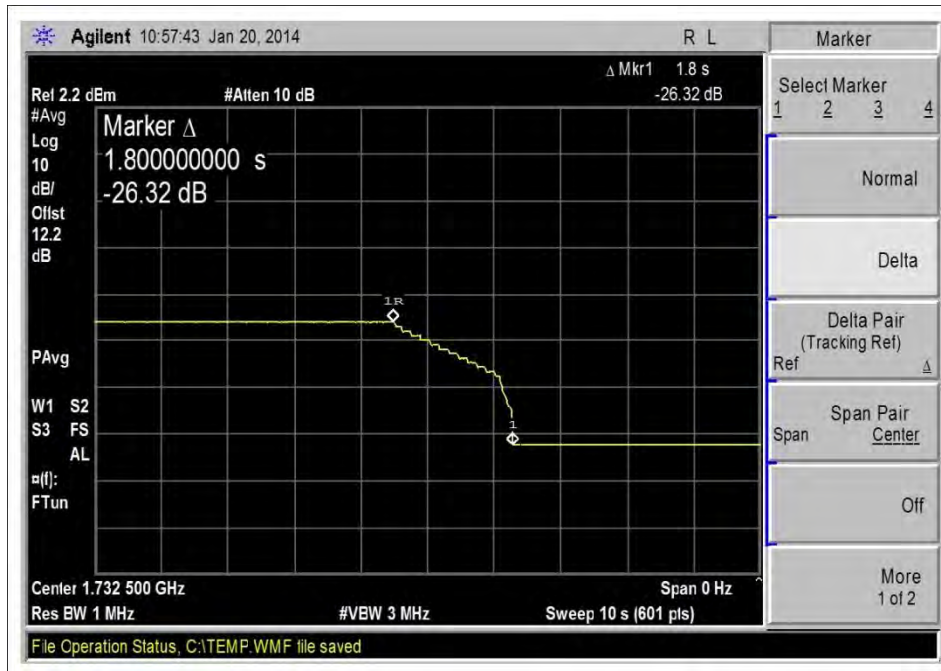 Agilent 10:57:43 Jan 20, 2014 R L
Marker
Δ Mkr1 1.8 s
Ref 2.2 dBm #Atten 10 dB -26.32 dB
#Avg
Log
10
dB/
Offst
12.2
dB
Marker Δ
1.800000000 s
-26.32 dB
1R
1
PAvg
W1 S2
S3 FS
AL
¤(f):
FTun
Center 1.732 500 GHz Span 0 Hz
Res BW 1 MHz #VBW 3 MHz Sweep 10 s (601 pts)
File Operation Status, C:\TEMP.WMF file saved
Select Marker
1 2 3 4
Normal
Delta
Delta Pair
(Tracking Ref)
Ref Δ
Span Pair
Span Center
Off
More
1 of 2